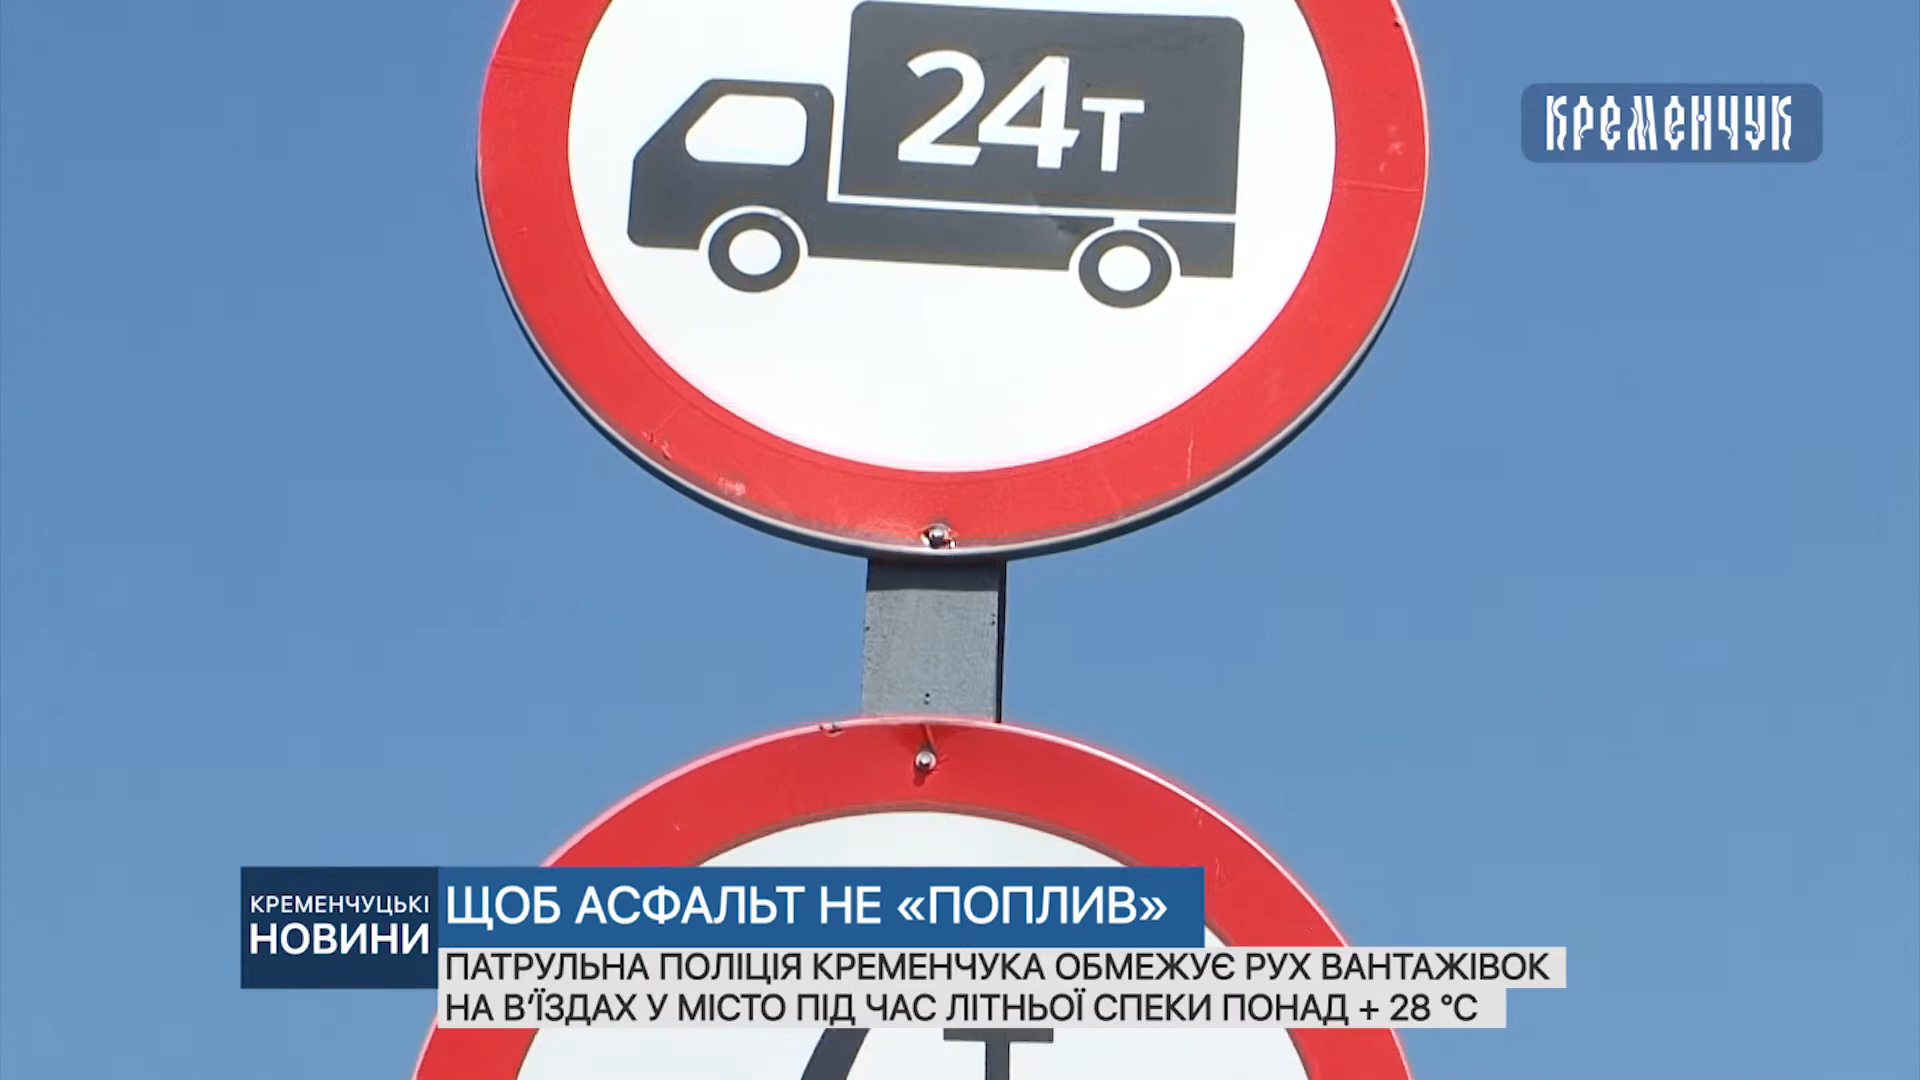 24т
КРЕМЕНЧУК
КРЕМЕНЧУЦЬКІ
НОВИНИ
ЩОБ АСФАЛЬТ НЕ «ПОПЛИВ»
ПАТРУЛЬНА ПОЛІЦІЯ КРЕМЕНЧУКА ОБМЕЖУЄ РУХ ВАНТАЖІВОК
НА В’ЇЗДАХ У МІСТО ПІД ЧАС ЛІТНЬОЇ СПЕКИ ПОНАД + 28 °C